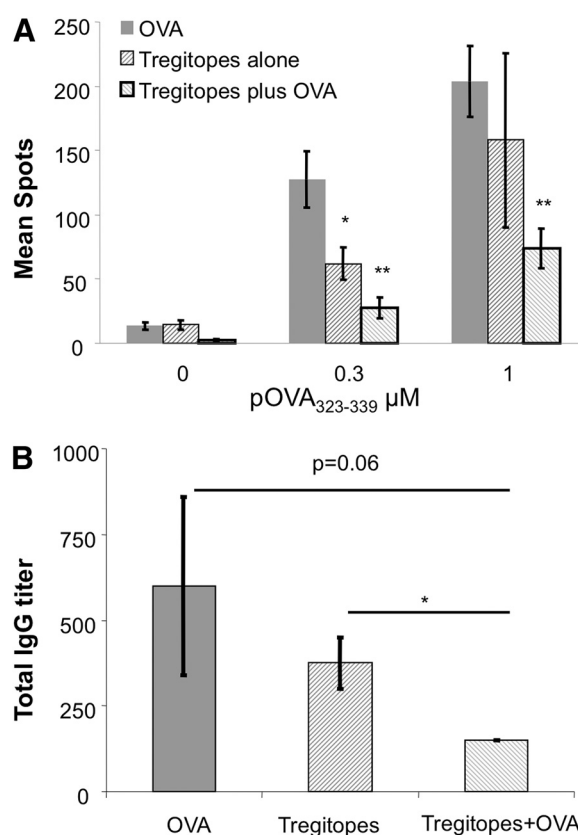 A
250
200
150
100
50
0
Mean Spots
OVA
Tregitopes alone
Tregitopes plus OVA
*
**
**
0 0.3 1
pOVA323-339 µM
B
1000
750
500
250
0
Total IgG titer
p=0.06
*
OVA Tregitopes Tregitopes+OVA